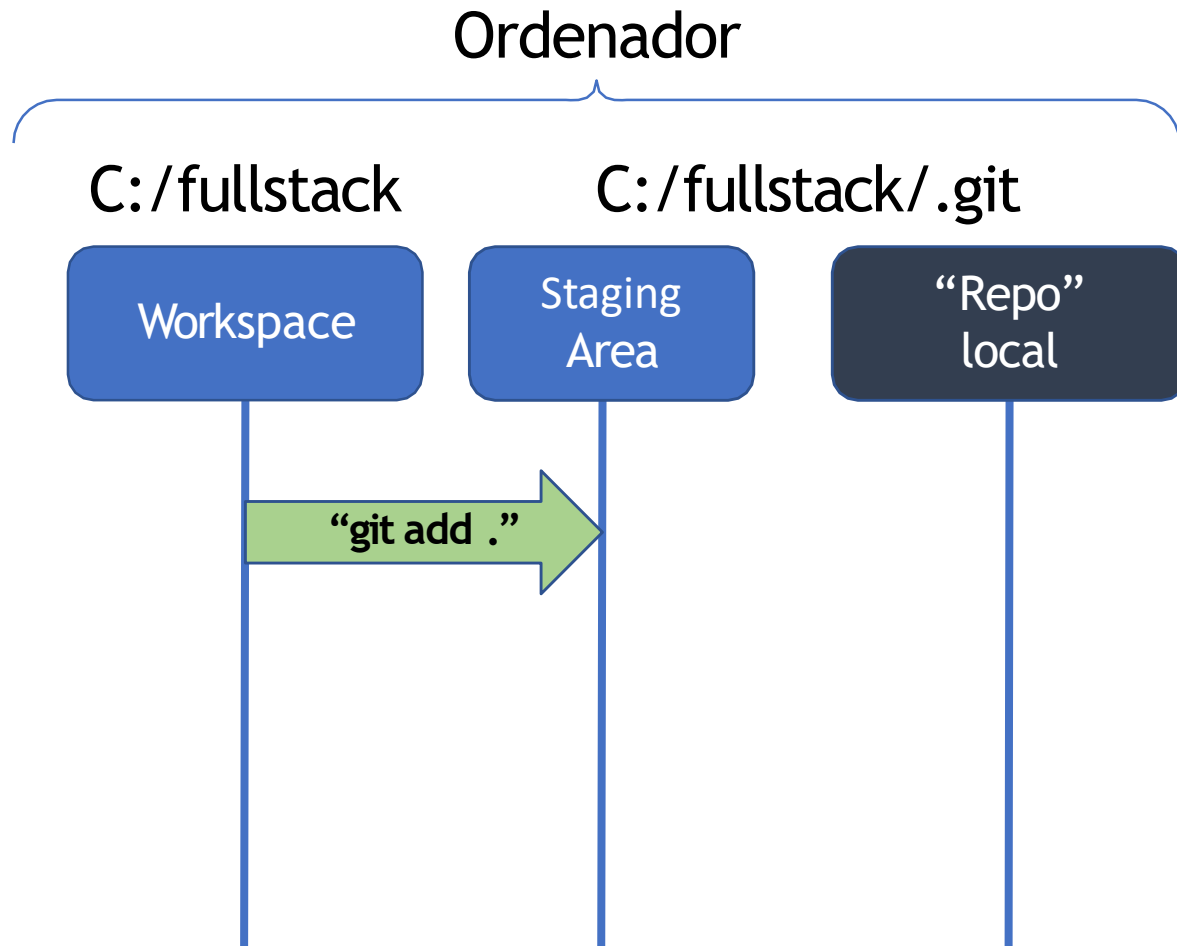 Ordenador
C:/fullstack
C:/fullstack/.git
Workspace
Staging
Area
“Repo”
local
“git add .”